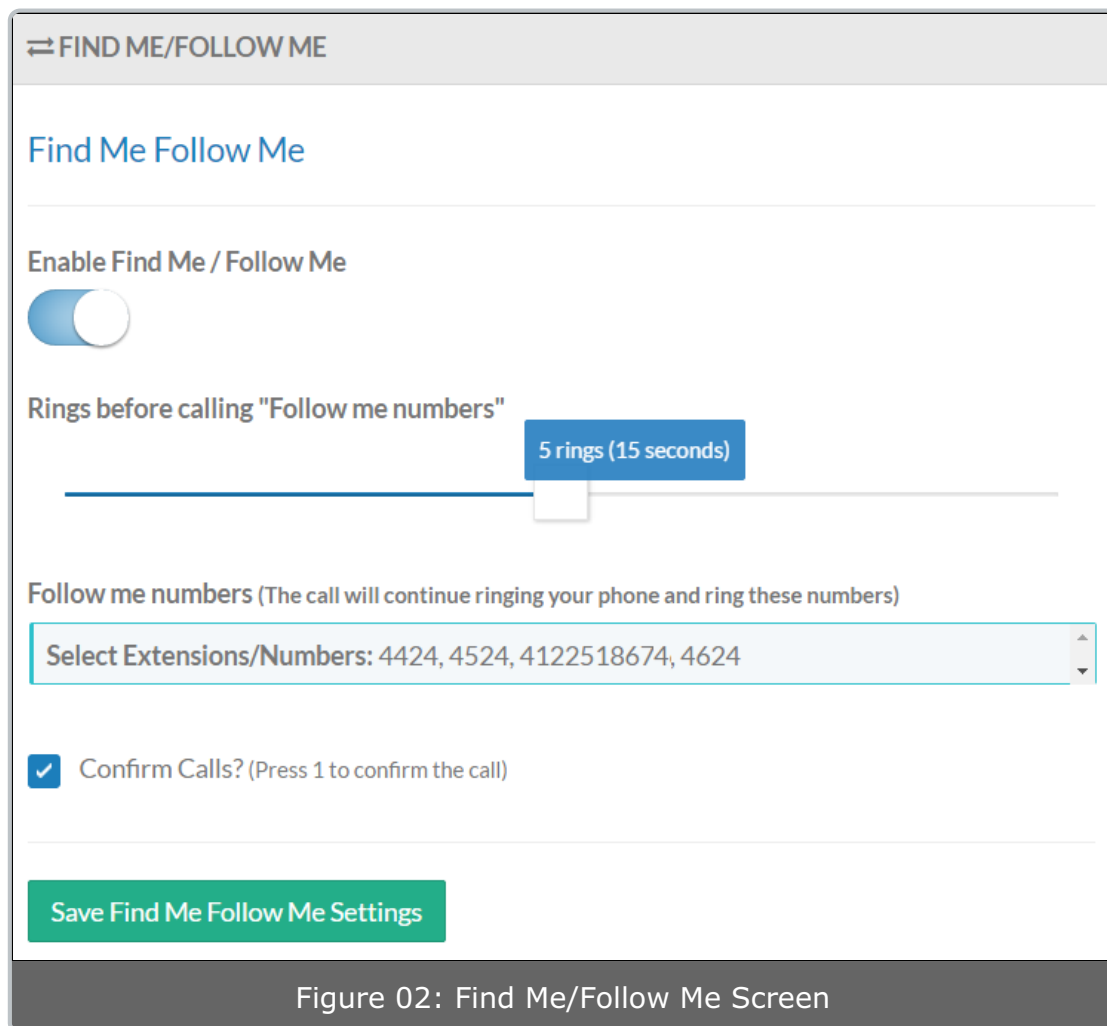 FIND ME/FOLLOW ME
Find Me Follow Me
Enable Find Me / Follow Me
Rings before calling "Follow me numbers"
5 rings (15 seconds)
Follow me numbers (The call will continue ringing your phone and ring these numbers)
Select Extensions/Numbers: 4424, 4524, 4122518674, 4624
Confirm Calls? (Press 1 to confirm the call)
Save Find Me Follow Me Settings
Figure 02: Find Me/Follow Me Screen